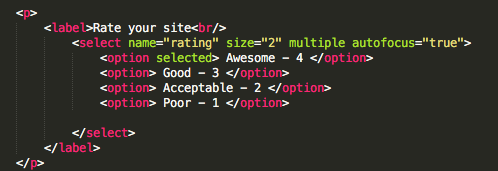 <p>
<label>Rate your site<br/>
<select name="rating" size="2" multiple autofocus="true">
<option selected> Awesome - 4 </option>
<option> Good - 3 </option>
<option> Acceptable - 2 </option>
<option> Poor - 1 </option>
</select>
</label>
</p>